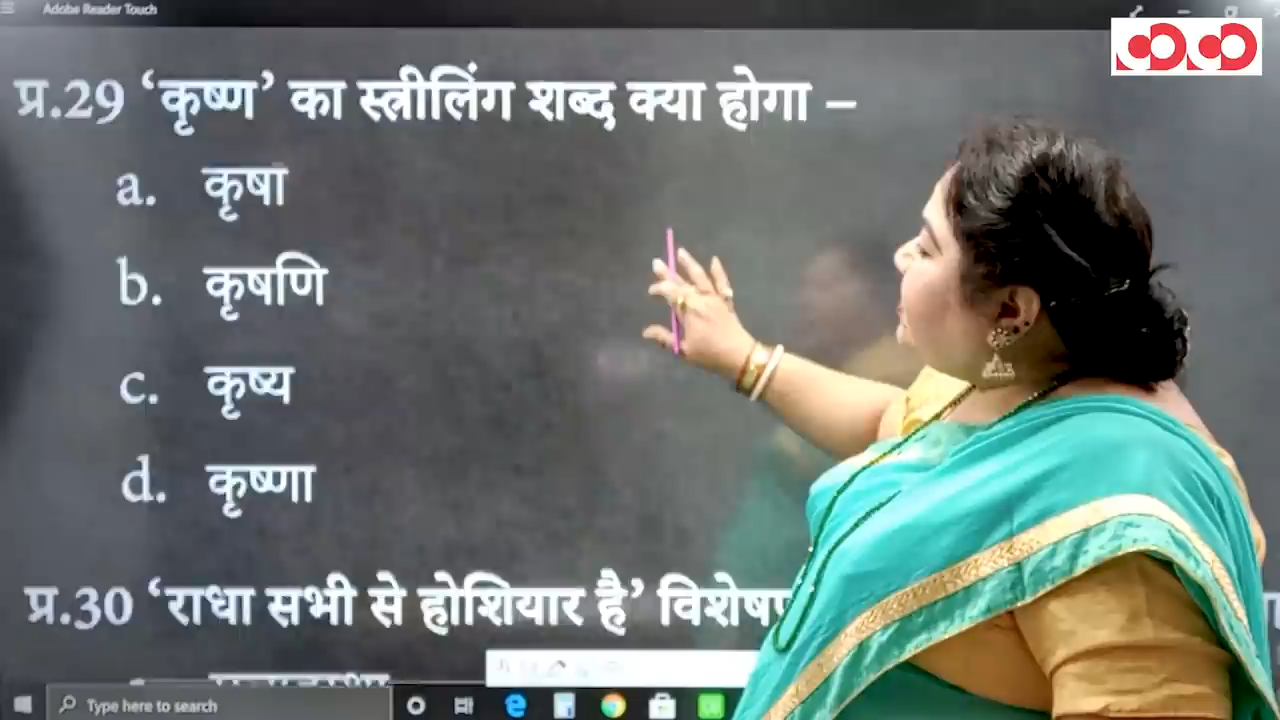 Adobe Reader Touch
प्र.29 ‘कृष्ण’ का स्त्रीलिंग शब्द क्या होगा –
a. कृषा
b. कृषणि
c. कृष्य
d. कृष्णा
प्र.30 ‘राधा सभी से होशियार है’
Type here to search